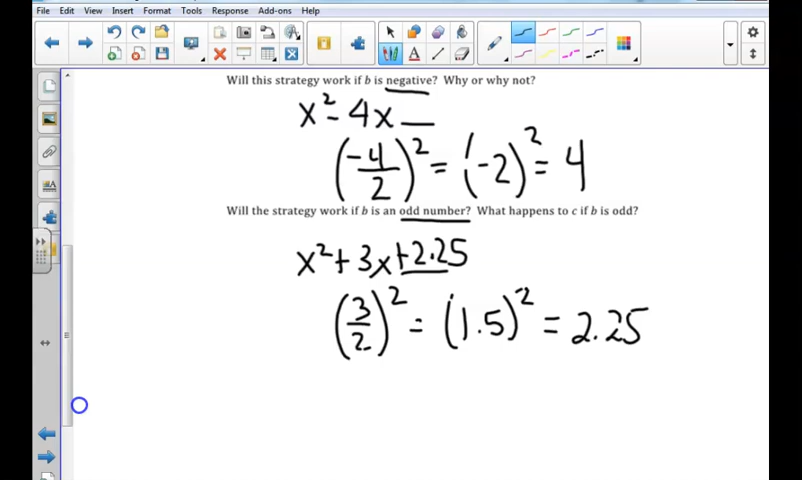 File Edit View Insert Format Tools Response Add-ons Help
Will this strategy work if b is negative? Why or why not?
x² - 4x __
(-4/2)² = (-2)² = 4
Will the strategy work if b is an odd number? What happens to c if b is odd?
x² + 3x + 2.25
(3/2)² = (1.5)² = 2.25